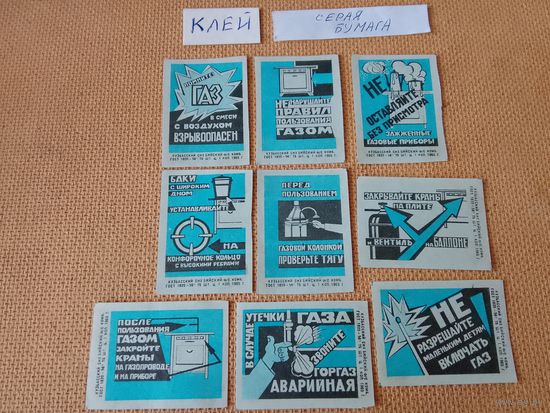 КЛЕЙ
СЕРАЯ
БУМАГА
ПОМНИТЕ
ГАЗ
В СМЕСИ
С ВОЗДУХОМ
ВЗРЫВООПАСЕН
НЕ НАРУШАЙТЕ
ПРАВИЛ
ПОЛЬЗОВАНИЯ
ГАЗОМ
НЕ
ОСТАВЛЯЙТЕ
БЕЗ ПРИСМОТРА
ЗАЖЖЕННЫЕ
ГАЗОВЫЕ ПРИБОРЫ
БАКИ
С ШИРОКИМ
ДНОМ
УСТАНАВЛИВАЙТЕ
НА
КОНФОРОЧНОЕ КОЛЬЦО
С ВЫСОКИМИ РЕБРАМИ
ПЕРЕД
ПОЛЬЗОВАНИЕМ
ГАЗОВОЙ КОЛОНКОЙ
ПРОВЕРЬТЕ ТЯГУ
ЗАКРЫВАЙТЕ КРАНЫ
НА ПЛИТЕ
И ВЕНТИЛЬ НА БАЛЛОНЕ
ПОСЛЕ
ПОЛЬЗОВАНИЯ
ГАЗОМ
ЗАКРОЙТЕ
КРАНЫ
НА ГАЗОПРОВОДЕ
И НА ПРИБОРЕ
В СЛУЧАЕ
УТЕЧКИ ГАЗА
ЗВОНИТЕ
ГОРГАЗ
АВАРИЙНАЯ
НЕ
РАЗРЕШАЙТЕ
МАЛЕНЬКИМ ДЕТЯМ
ВКЛЮЧАТЬ
ГАЗ